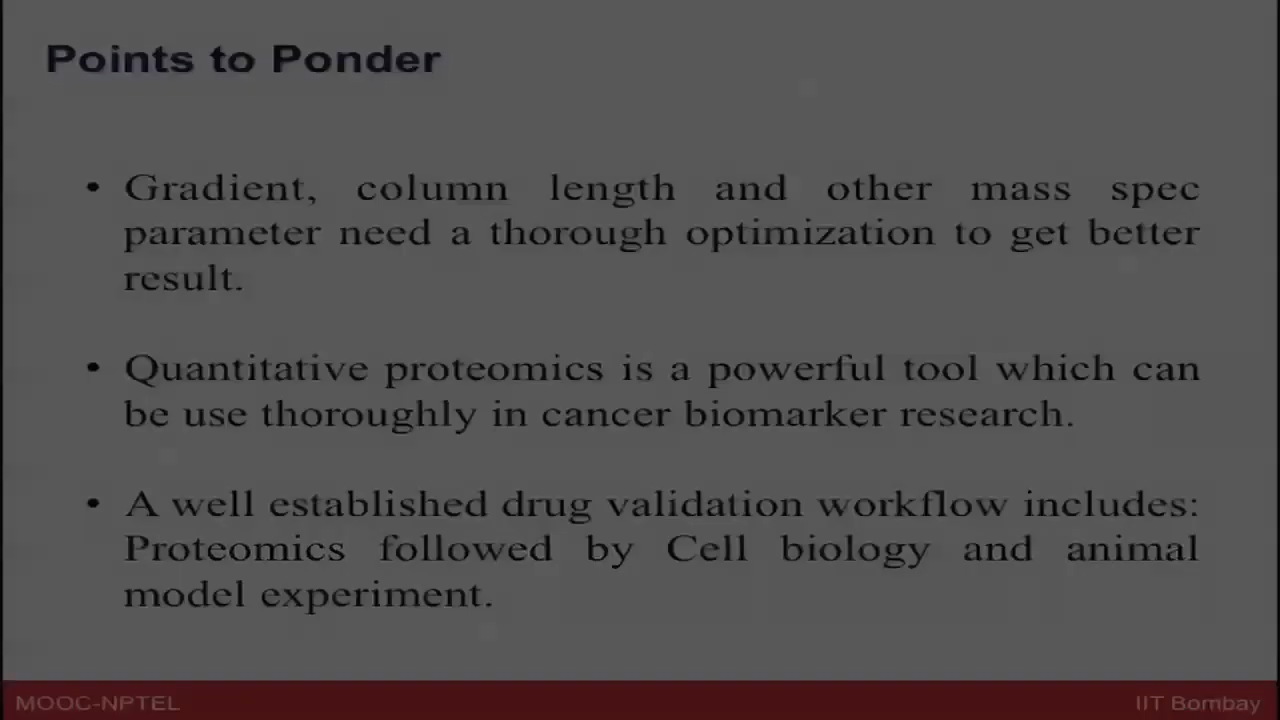 Points to Ponder
• Gradient, column length and other mass spec
parameter need a thorough optimization to get better
result.
• Quantitative proteomics is a powerful tool which can
be use thoroughly in cancer biomarker research.
• A well established drug validation workflow includes:
Proteomics followed by Cell biology and animal
model experiment.
MOOC-NPTEL
IIT Bombay